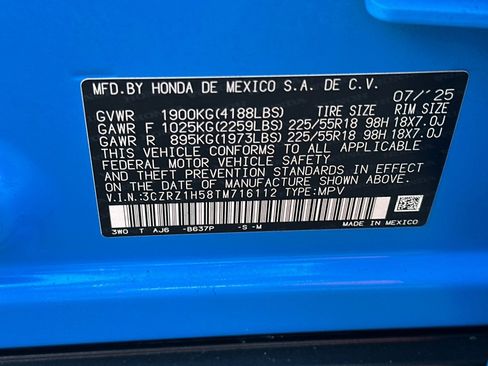 MFD.BY HONDA DE MEXICO S.A. DE C.V.
07/'25
GVWR 1900KG(4188LBS) TIRE SIZE RIM SIZE
GAWR F 1025KG(2259LBS) 225/55R18 98H 18X7.0J
GAWR R 895KG(1973LBS) 225/55R18 98H 18X7.0J
THIS VEHICLE CONFORMS TO ALL APPLICABLE
FEDERAL MOTOR VEHICLE SAFETY
AND THEFT PREVENTION STANDARDS IN EFFECT
ON THE DATE OF MANUFACTURE SHOWN ABOVE.
V.I.N.:3CZRZ1H58TM716112 TYPE:MPV
3WO T AJ6 -B637P -S -M
MADE IN MEXICO